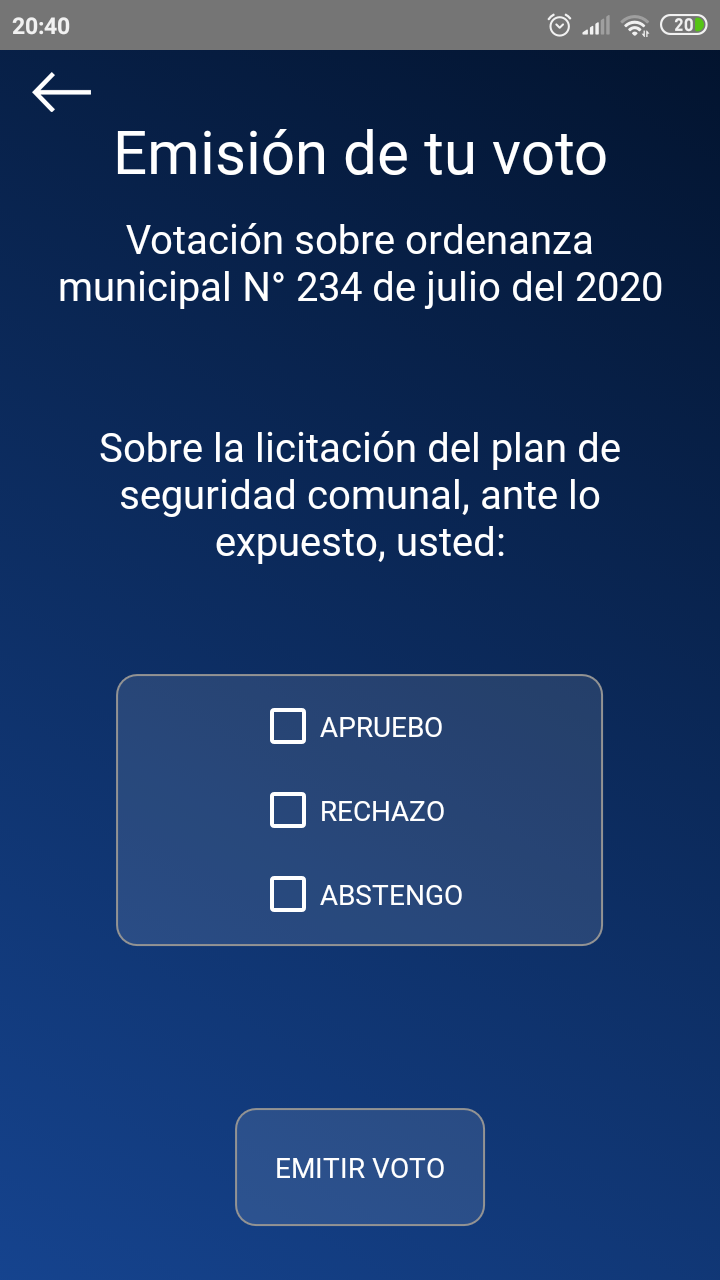 20:40
20
Emisión de tu voto
Votación sobre ordenanza
municipal N° 234 de julio del 2020
Sobre la licitación del plan de
seguridad comunal, ante lo
expuesto, usted:
APRUEBO
RECHAZO
ABSTENGO
EMITIR VOTO